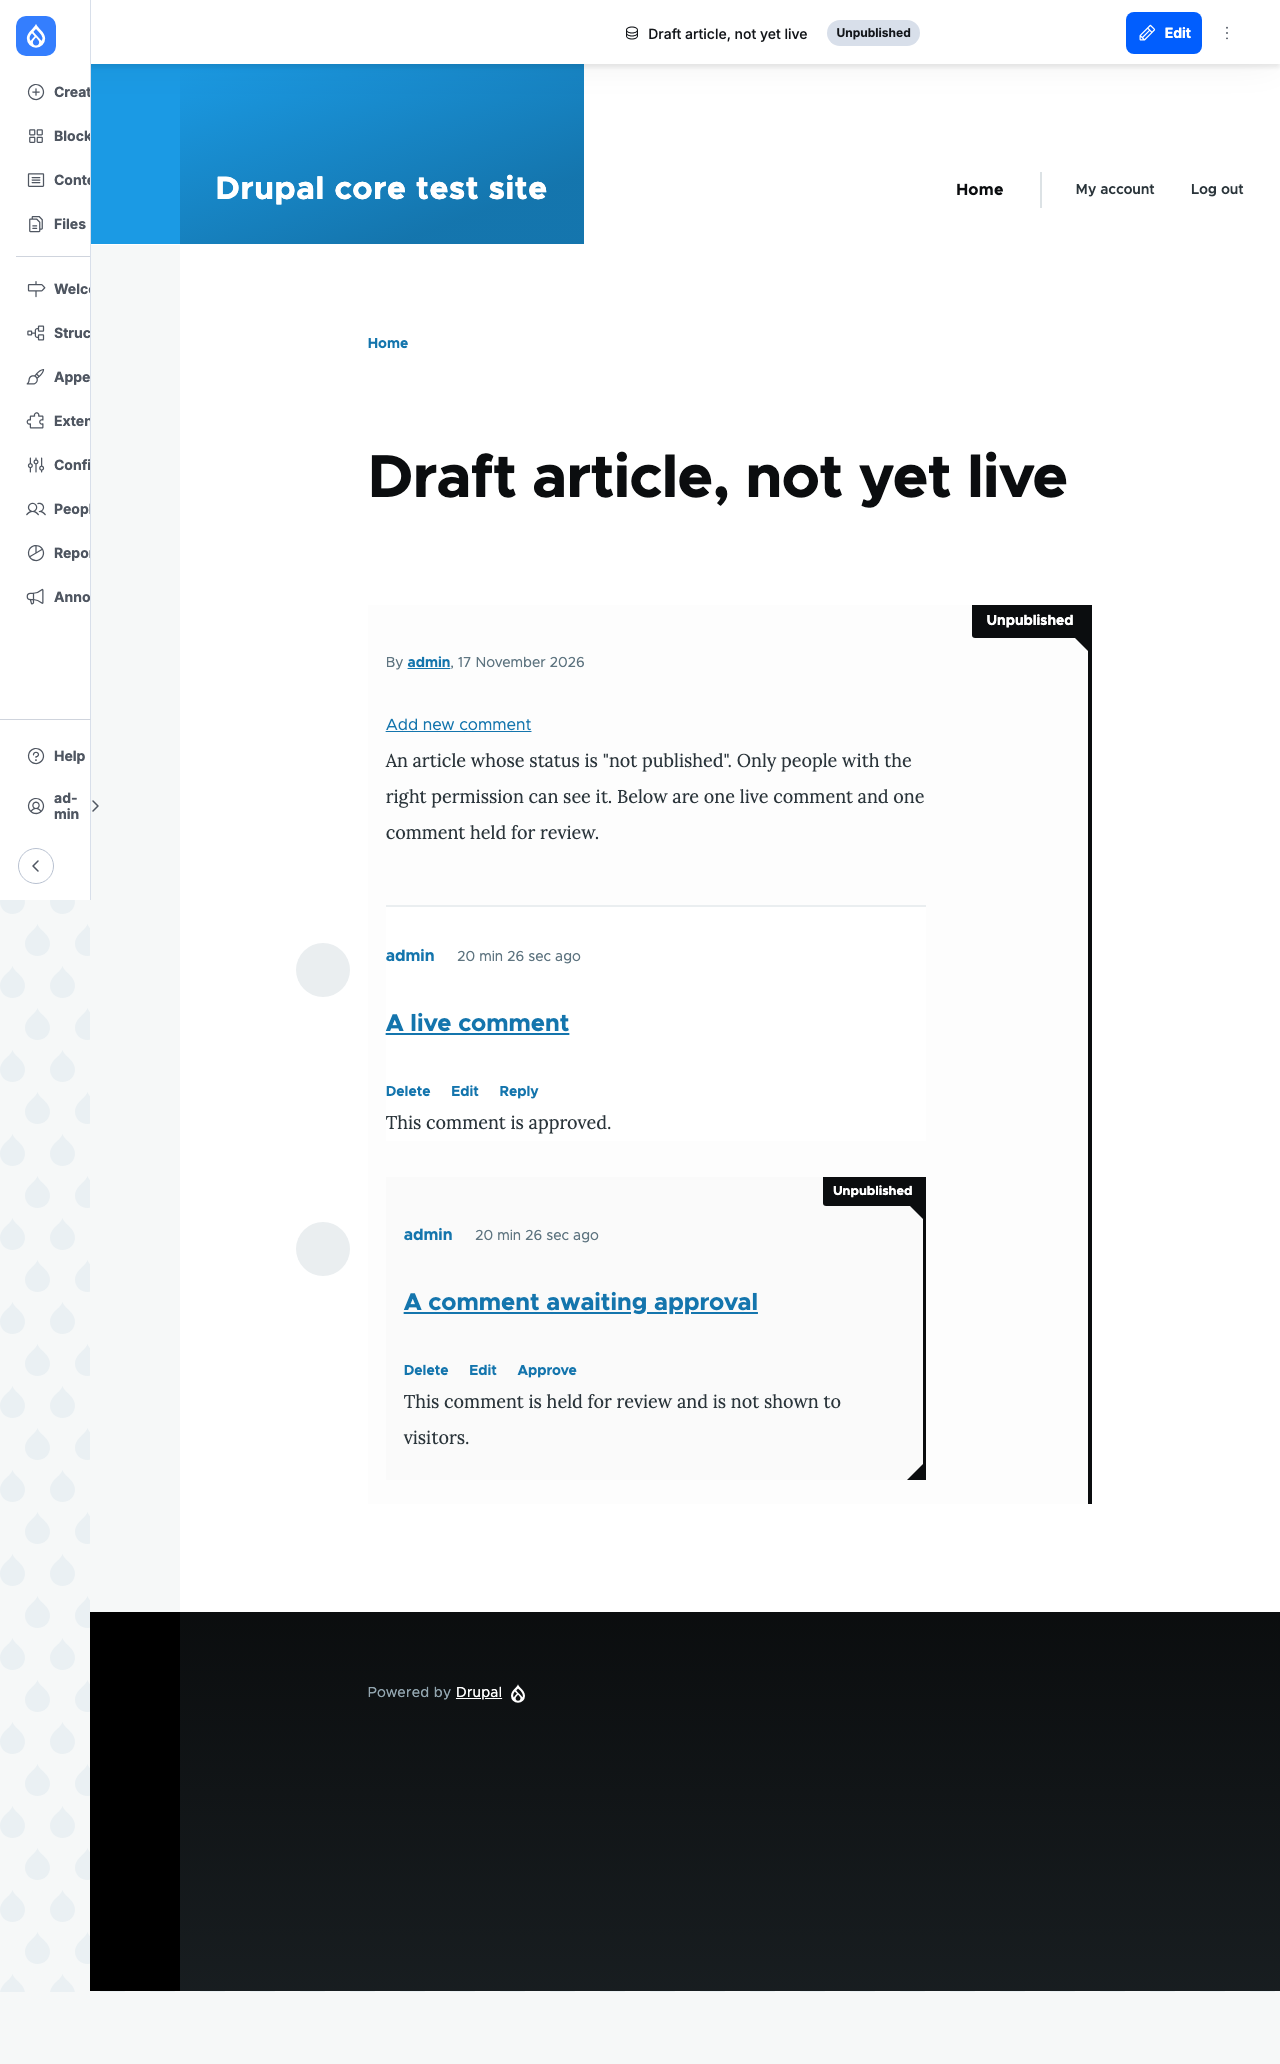 Draft article, not yet live
Unpublished
Edit
Creat
Block
Conte
Files
Welco
Struc
Appe
Exten
Confi
Peopl
Repor
Anno
Help
ad-
min
Drupal core test site
Home
My account
Log out
Home
Draft article, not yet live
Unpublished
By admin, 17 November 2026
Add new comment
An article whose status is "not published". Only people with the
right permission can see it. Below are one live comment and one
comment held for review.
admin 20 min 26 sec ago
A live comment
Delete Edit Reply
This comment is approved.
Unpublished
admin 20 min 26 sec ago
A comment awaiting approval
Delete Edit Approve
This comment is held for review and is not shown to
visitors.
Powered by Drupal